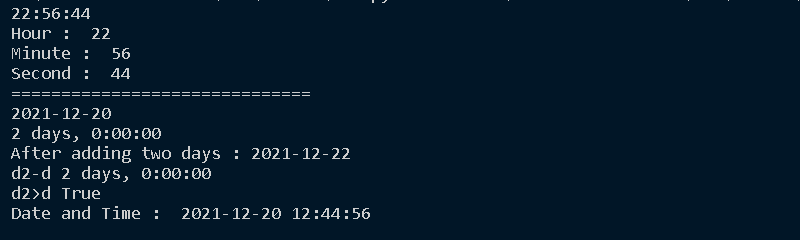 22:56:44
Hour :  22
Minute :  56
Second :  44
==============================
2021-12-20
2 days, 0:00:00
After adding two days : 2021-12-22
d2-d 2 days, 0:00:00
d2>d True
Date and Time :  2021-12-20 12:44:56